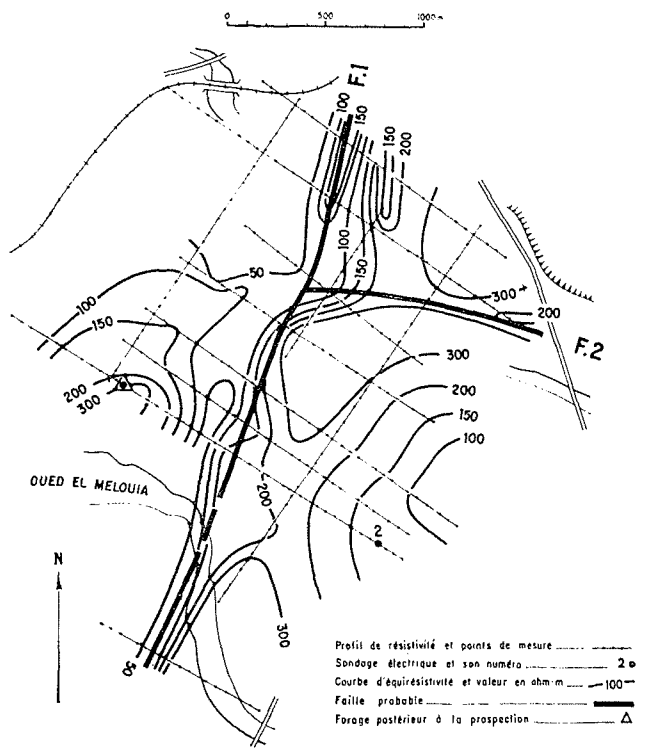 0 500 1000 m
F.1
100
150
150
200
100
50
150
100
150
300
200
F.2
300
200
150
100
200
300
OUED EL MELOUIA
200
2
N
300
50
Profil de résistivité et points de mesure
Sondage électrique et son numéro 2
Courbe d'équirésistivité et valeur en ohm·m 100
Faille probable
Forage postérieur à la prospection